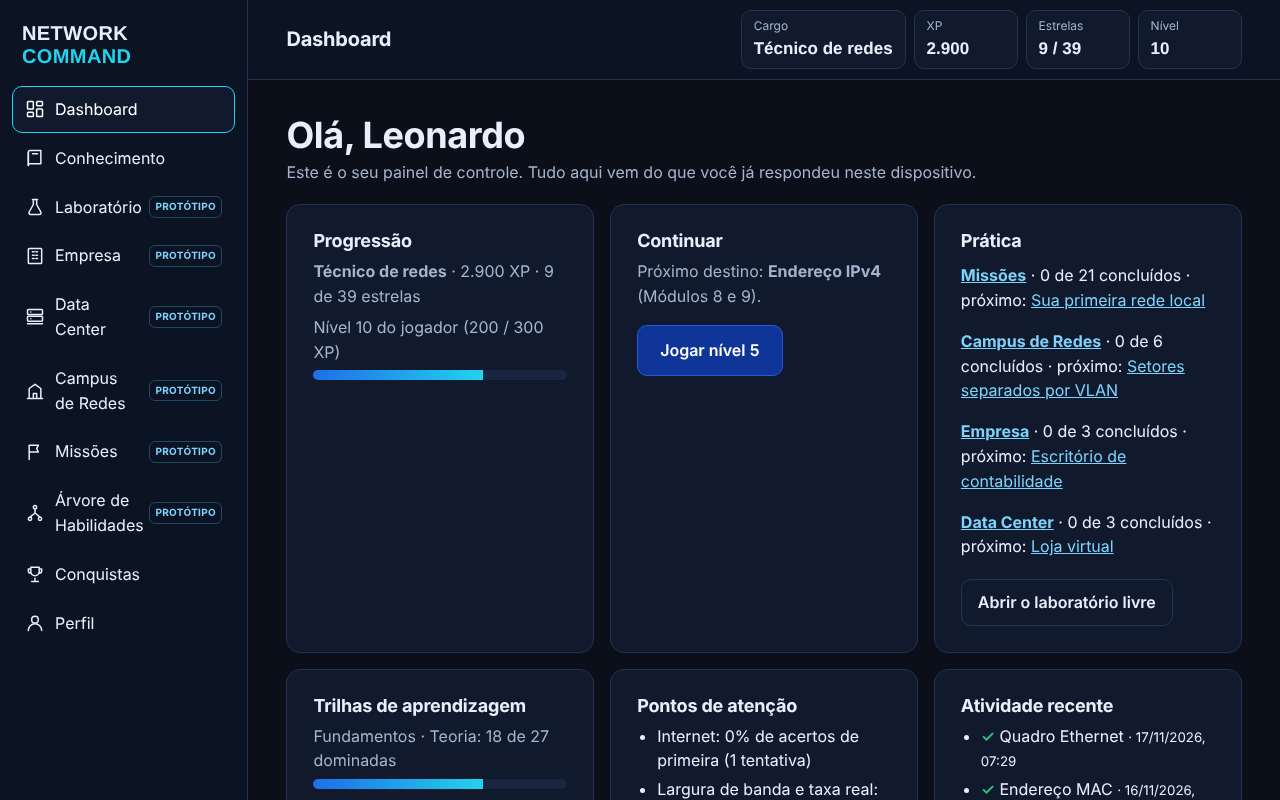 NETWORK
COMMAND
Dashboard
Conhecimento
Laboratório PROTÓTIPO
Empresa PROTÓTIPO
Data
Center PROTÓTIPO
Campus
de Redes PROTÓTIPO
Missões PROTÓTIPO
Árvore de
Habilidades PROTÓTIPO
Conquistas
Perfil
Dashboard
Cargo
Técnico de redes
XP
2.900
Estrelas
9 / 39
Nível
10
Olá, Leonardo
Este é o seu painel de controle. Tudo aqui vem do que você já respondeu neste dispositivo.
Progressão
Técnico de redes · 2.900 XP · 9
de 39 estrelas
Nível 10 do jogador (200 / 300
XP)
Continuar
Próximo destino: Endereço IPv4
(Módulos 8 e 9).
Jogar nível 5
Prática
Missões · 0 de 21 concluídos ·
próximo: Sua primeira rede local
Campus de Redes · 0 de 6
concluídos · próximo: Setores
separados por VLAN
Empresa · 0 de 3 concluídos ·
próximo: Escritório de
contabilidade
Data Center · 0 de 3 concluídos ·
próximo: Loja virtual
Abrir o laboratório livre
Trilhas de aprendizagem
Fundamentos · Teoria: 18 de 27
dominadas
Pontos de atenção
• Internet: 0% de acertos de
primeira (1 tentativa)
• Largura de banda e taxa real:
Atividade recente
• ✓ Quadro Ethernet · 17/11/2026,
07:29
• ✓ Endereço MAC · 16/11/2026,